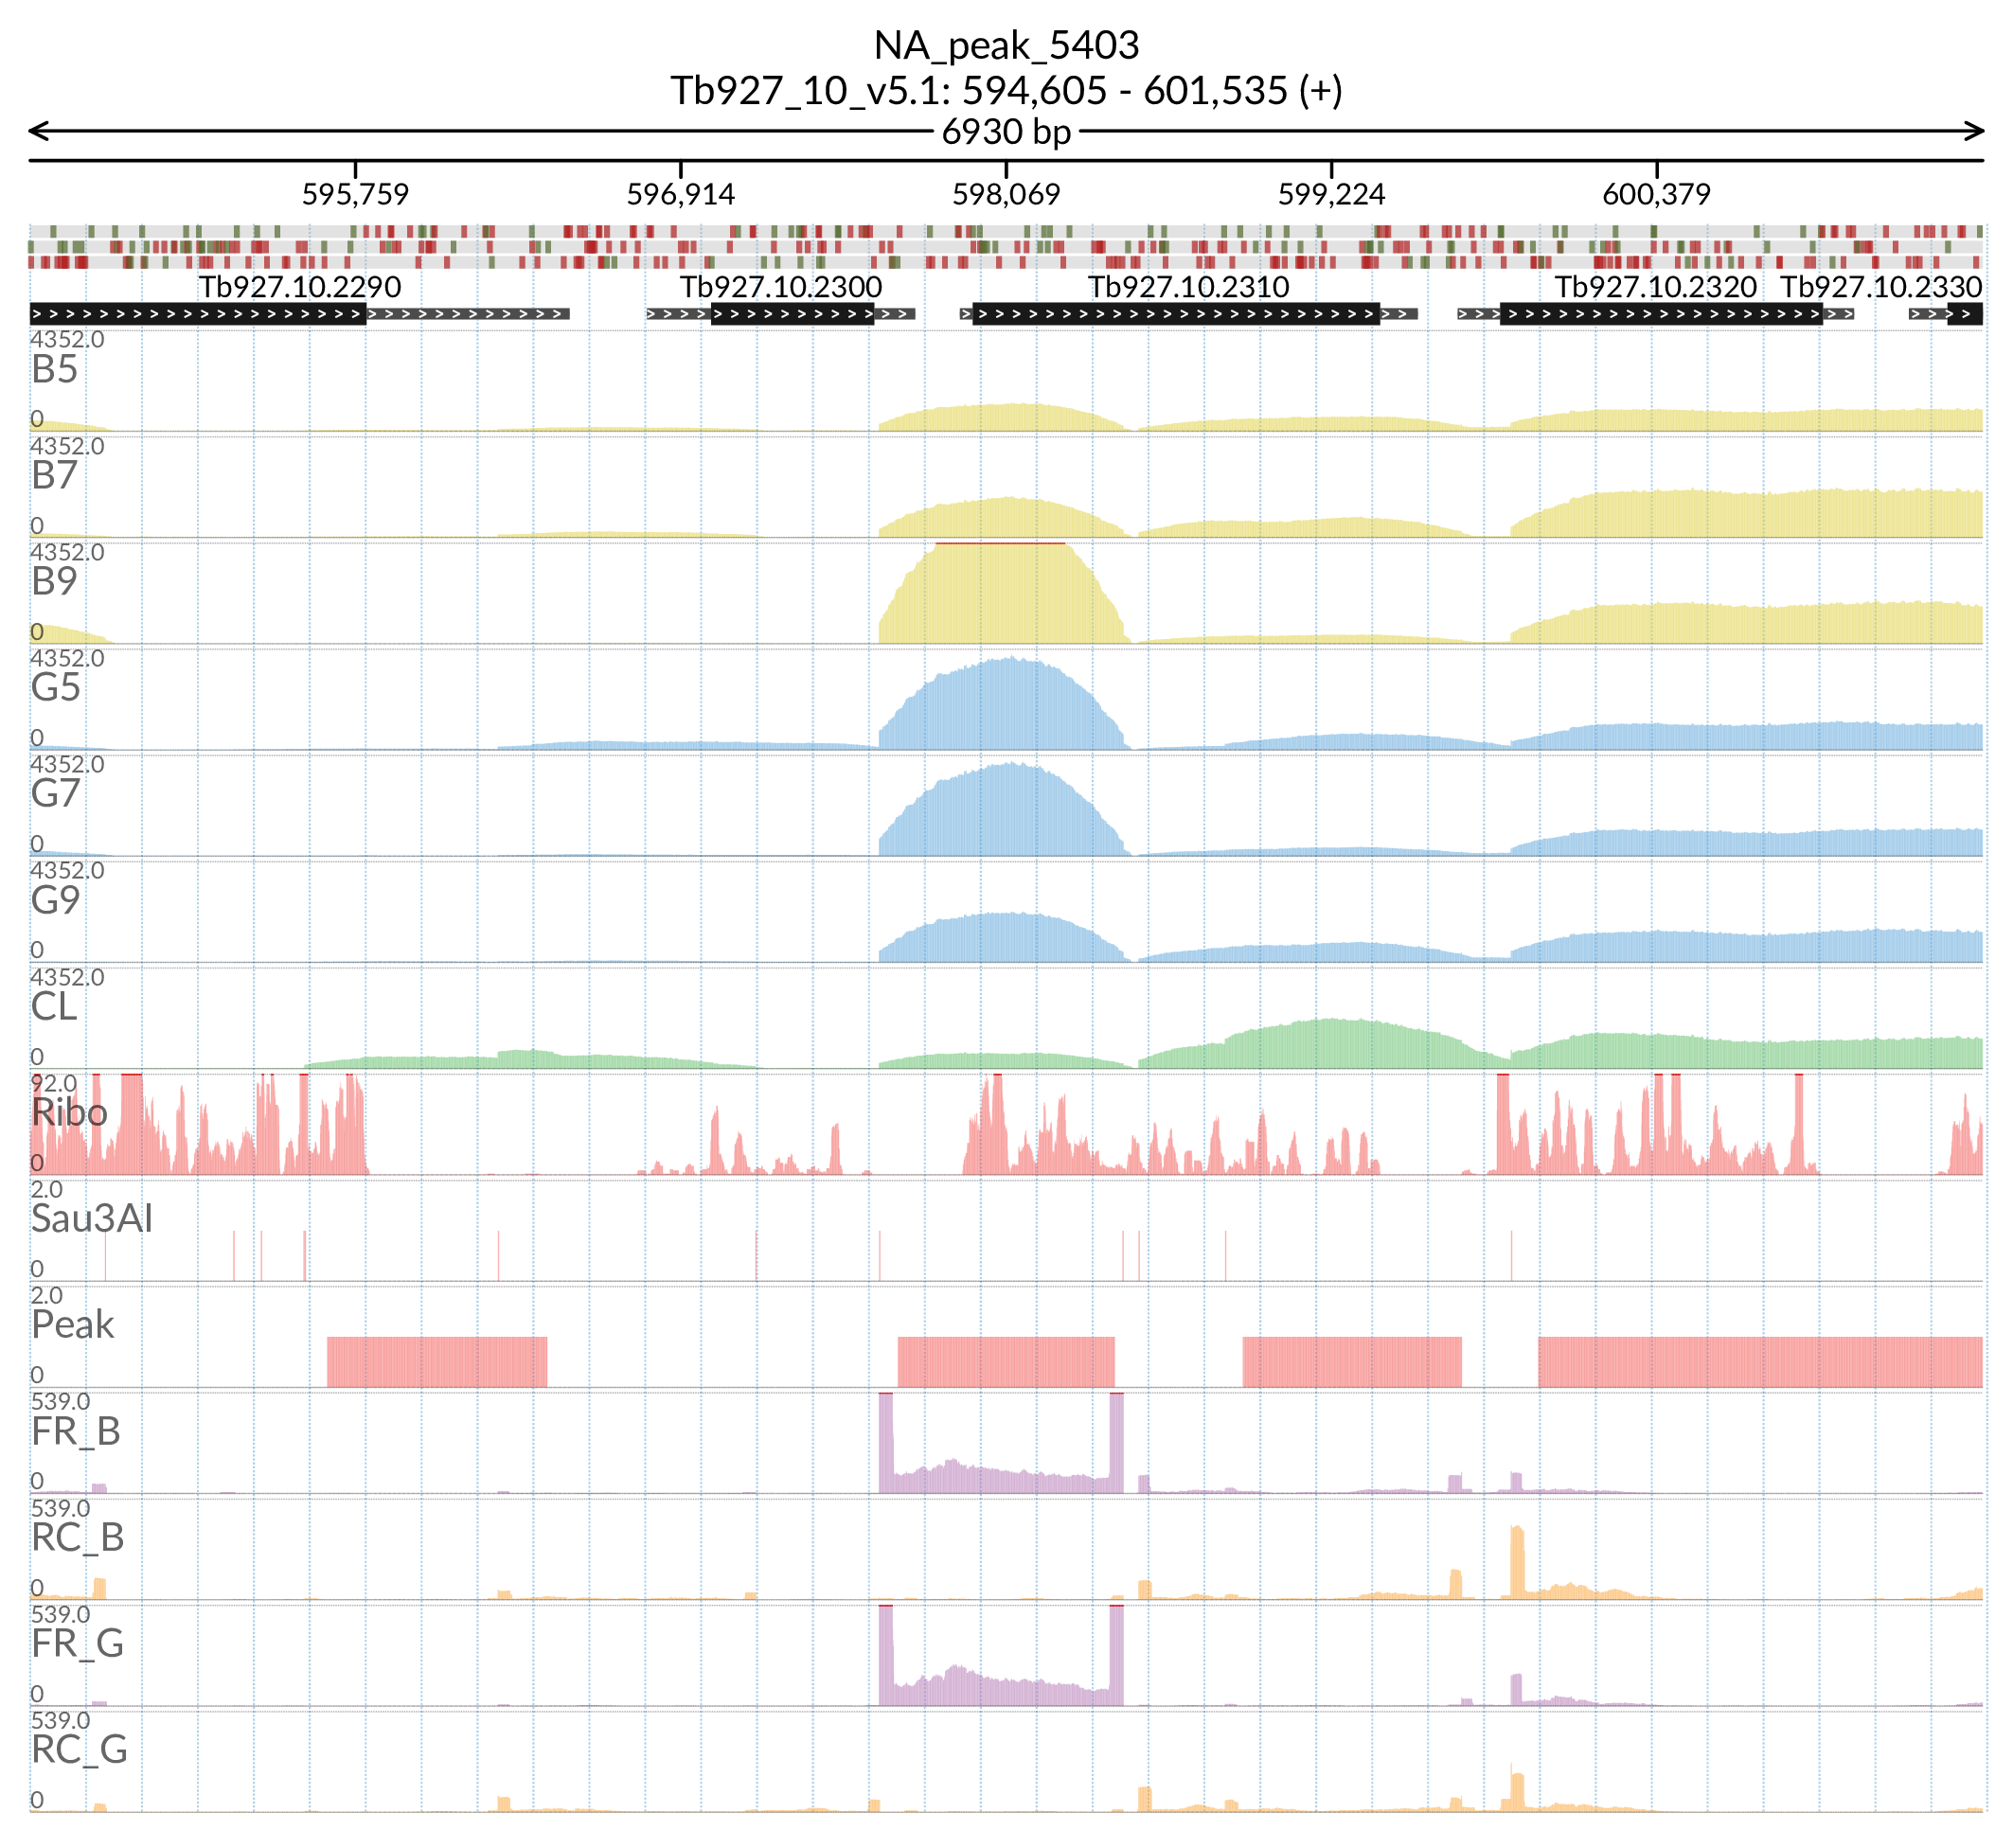 NA_peak_5403
Tb927_10_v5.1: 594,605 - 601,535 (+)
6930 bp
595,759 596,914 598,069 599,224 600,379
Tb927.10.2290 Tb927.10.2300 Tb927.10.2310 Tb927.10.2320 Tb927.10.2330
4352.0
B5
0
4352.0
B7
0
4352.0
B9
0
4352.0
G5
0
4352.0
G7
0
4352.0
G9
0
4352.0
CL
0
92.0
Ribo
0
2.0
Sau3AI
0
2.0
Peak
0
539.0
FR_B
0
539.0
RC_B
0
539.0
FR_G
0
539.0
RC_G
0